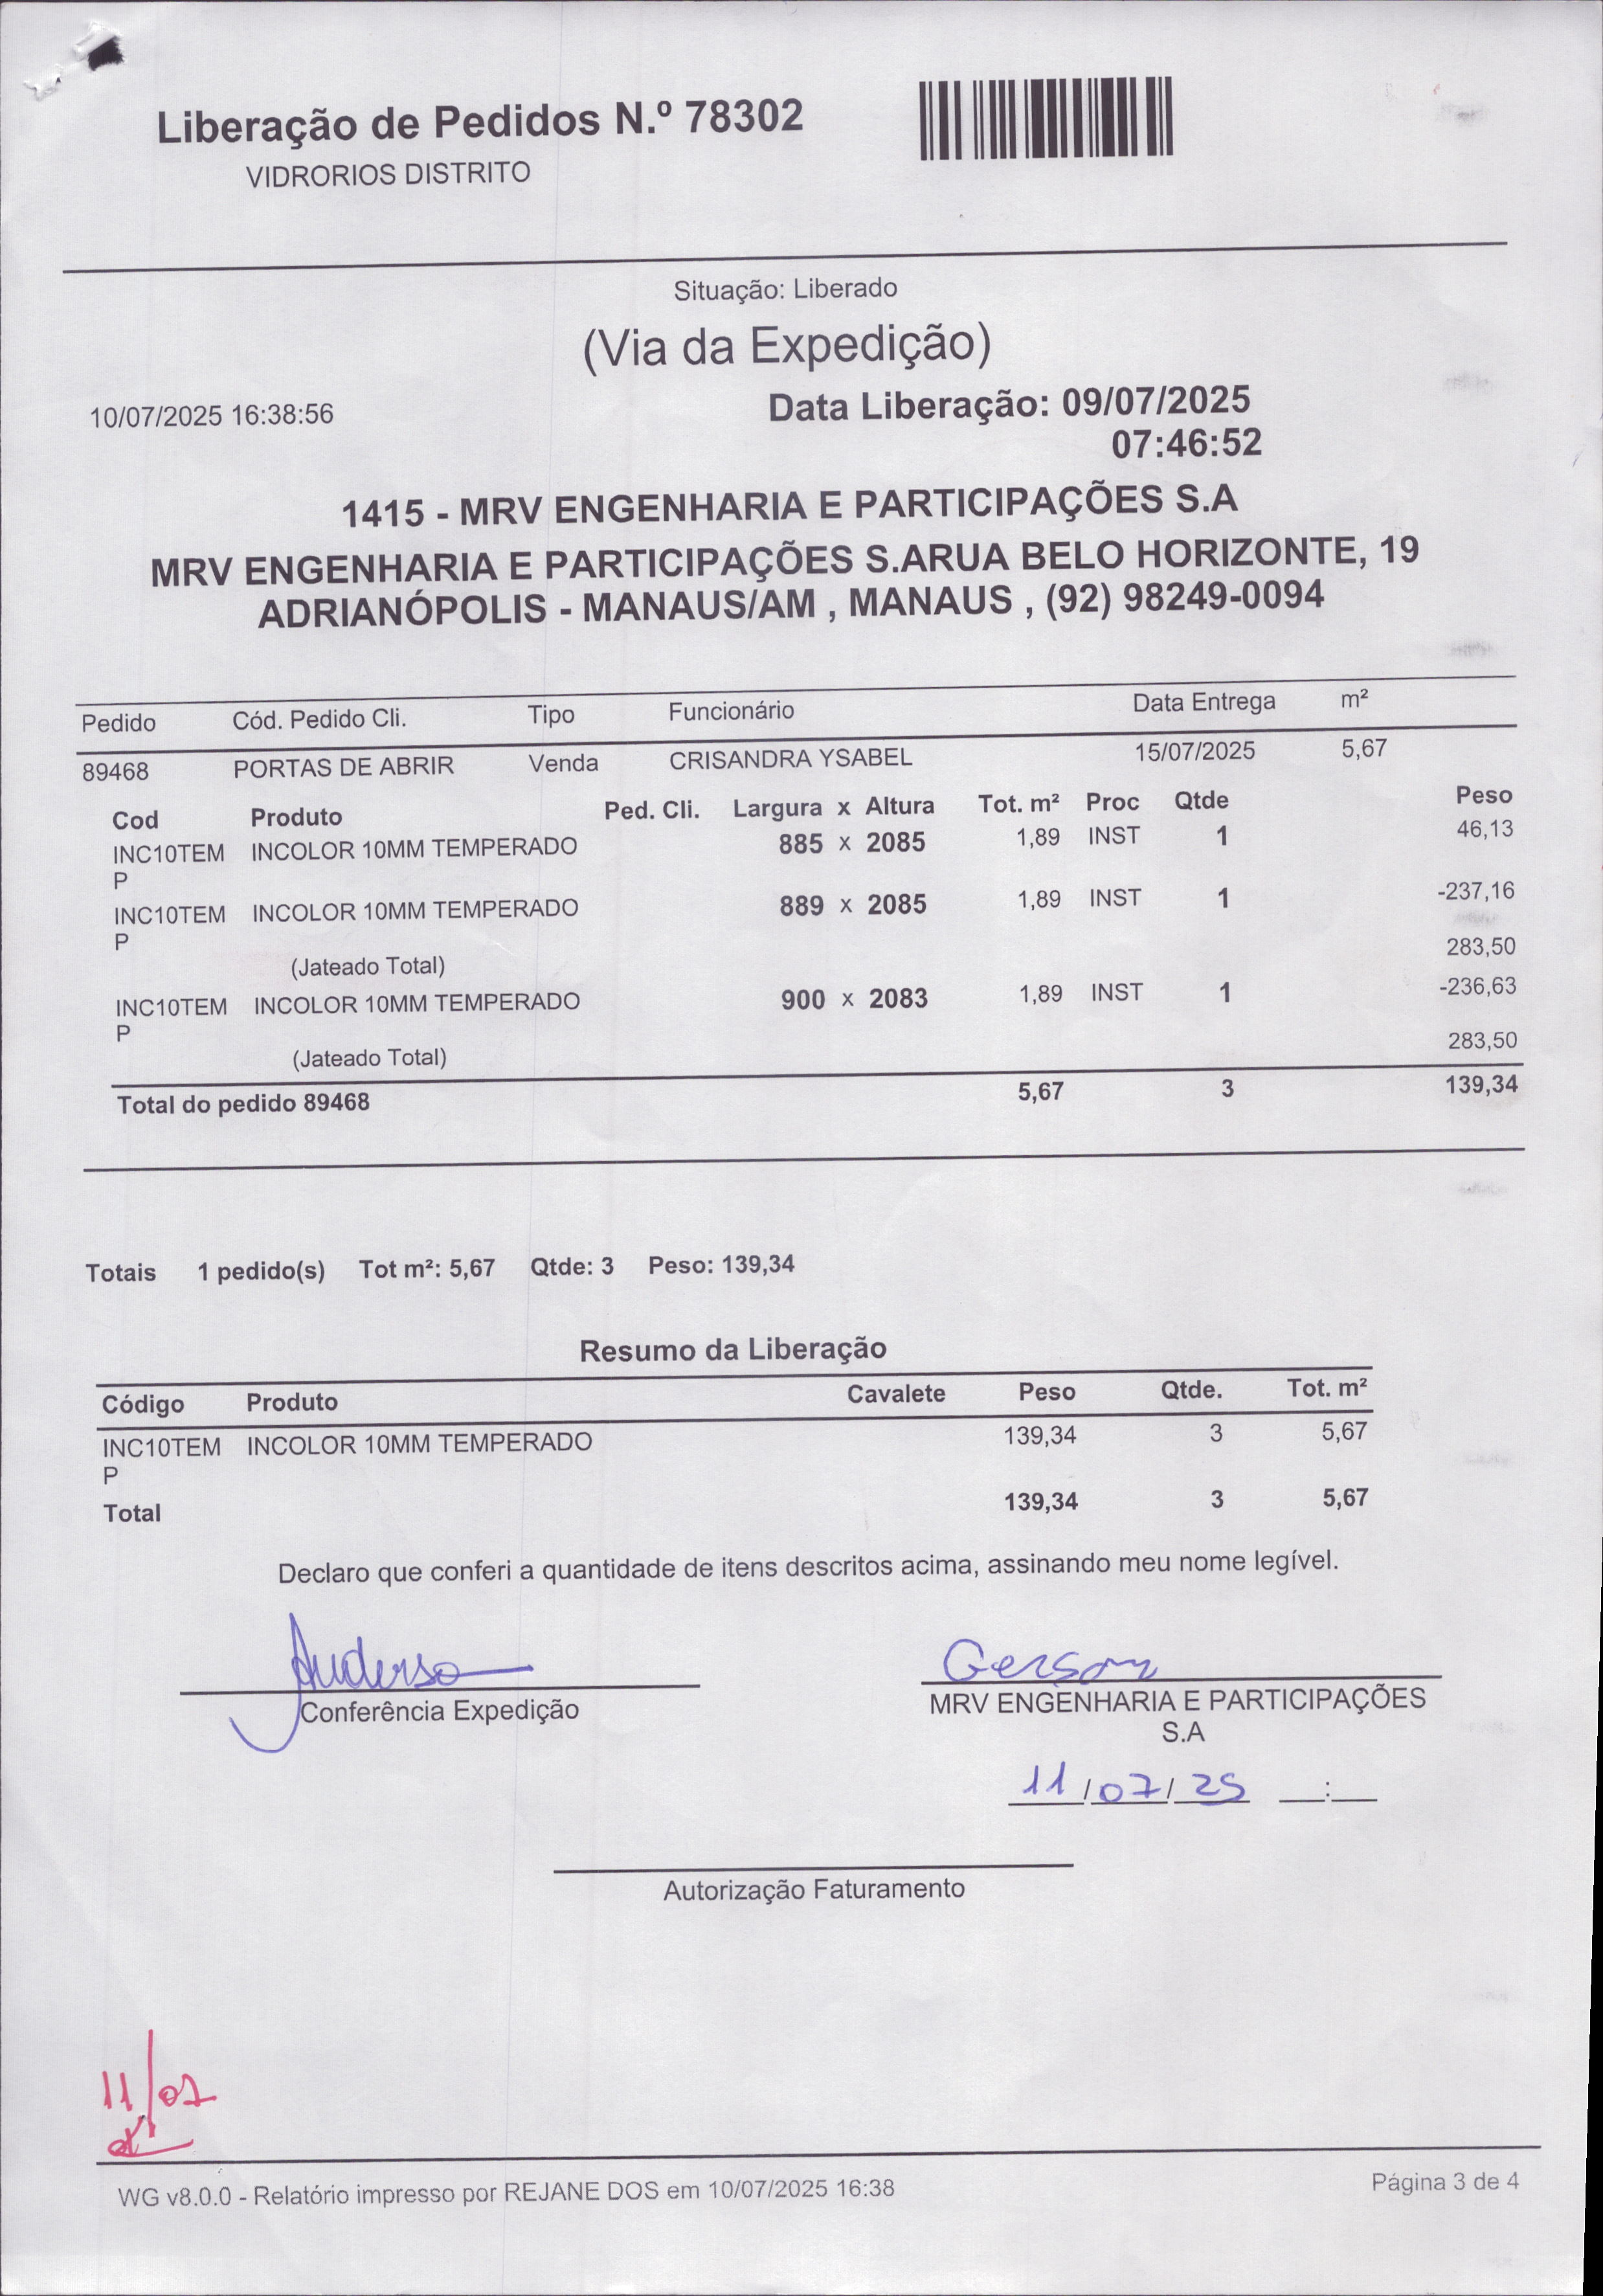 Liberação de Pedidos N.º 78302
VIDRORIOS DISTRITO
Situação: Liberado
(Via da Expedição)
10/07/2025 16:38:56
Data Liberação: 09/07/2025
07:46:52
1415 - MRV ENGENHARIA E PARTICIPAÇÕES S.A
MRV ENGENHARIA E PARTICIPAÇÕES S.ARUA BELO HORIZONTE, 19
ADRIANÓPOLIS - MANAUS/AM , MANAUS , (92) 98249-0094
Pedido Cód. Pedido Cli. Tipo Funcionário Data Entrega m²
89468 PORTAS DE ABRIR Venda CRISANDRA YSABEL 15/07/2025 5,67
Cod Produto Ped. Cli. Largura x Altura Tot. m² Proc Qtde Peso
INC10TEM INCOLOR 10MM TEMPERADO 885 x 2085 1,89 INST 1 46,13
P
INC10TEM INCOLOR 10MM TEMPERADO 889 x 2085 1,89 INST 1 -237,16
P
(Jateado Total) 283,50
INC10TEM INCOLOR 10MM TEMPERADO 900 x 2083 1,89 INST 1 -236,63
P
(Jateado Total) 283,50
Total do pedido 89468 5,67 3 139,34
Totais 1 pedido(s) Tot m²: 5,67 Qtde: 3 Peso: 139,34
Resumo da Liberação
Código Produto Cavalete Peso Qtde. Tot. m²
INC10TEM INCOLOR 10MM TEMPERADO 139,34 3 5,67
P
Total 139,34 3 5,67
Declaro que conferi a quantidade de itens descritos acima, assinando meu nome legível.
Anderso Gerson
Conferência Expedição MRV ENGENHARIA E PARTICIPAÇÕES
S.A
11/07/25 __:__
Autorização Faturamento
11/07
WG v8.0.0 - Relatório impresso por REJANE DOS em 10/07/2025 16:38 Página 3 de 4